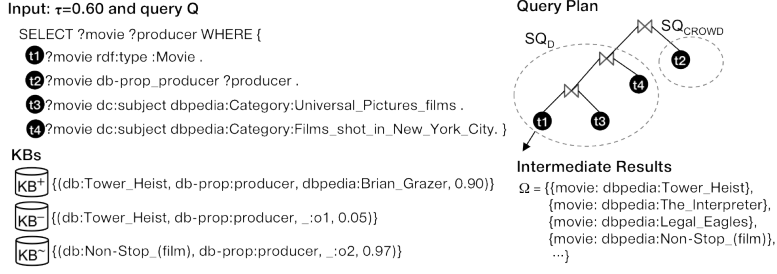 Input: τ=0.60 and query Q
SELECT ?movie ?producer WHERE {
t1 ?movie rdf:type :Movie .
t2 ?movie db-prop_producer ?producer .
t3 ?movie dc:subject dbpedia:Category:Universal_Pictures_films .
t4 ?movie dc:subject dbpedia:Category:Films_shot_in_New_York_City. }
KBs
KB+ {(db:Tower_Heist, db-prop:producer, dbpedia:Brian_Grazer, 0.90)}
KB− {(db:Tower_Heist, db-prop:producer, _:o1, 0.05)}
KB~ {(db:Non-Stop_(film), db-prop:producer, _:o2, 0.97)}
Query Plan
SQD
SQCROWD
t2
t4
t1
t3
Intermediate Results
Ω = {{movie: dbpedia:Tower_Heist},
{movie: dbpedia:The_Interpreter},
{movie: dbpedia:Legal_Eagles},
{movie: dbpedia:Non-Stop_(film)},
...}